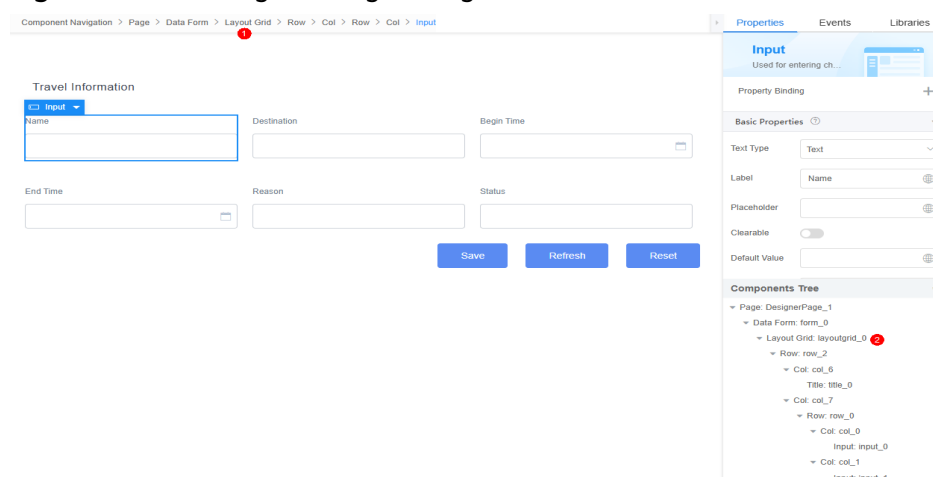 Component Navigation > Page > Data Form > Layout Grid > Row > Col > Row > Col > Input
1
Properties Events Libraries
Input
Used for entering ch...
Property Binding
Basic Properties
Text Type Text
Label Name
Placeholder
Clearable
Default Value
Travel Information
Input
Name Destination Begin Time
End Time Reason Status
Save Refresh Reset
Components Tree
Page: DesignerPage_1
Data Form: form_0
Layout Grid: layoutgrid_0 2
Row: row_2
Col: col_6
Title: title_0
Col: col_7
Row: row_0
Col: col_0
Input: input_0
Col: col_1